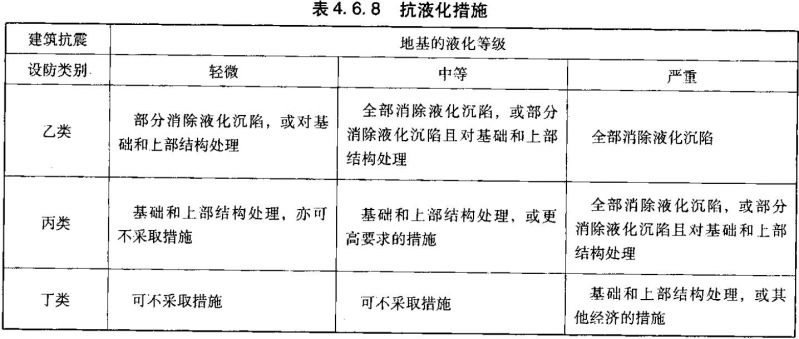 表4.6.8 抗液化措施
建筑抗震
设防类别
地基的液化等级
轻微
中等
严重
乙类
部分消除液化沉陷，或对基
础和上部结构处理
全部消除液化沉陷，或部分
消除液化沉陷且对基础和上部
结构处理
全部消除液化沉陷
丙类
基础和上部结构处理，亦可
不采取措施
基础和上部结构处理，或更
高要求的措施
全部消除液化沉陷，或部分
消除液化沉陷且对基础和上部
结构处理
丁类
可不采取措施
可不采取措施
基础和上部结构处理，或其
他经济的措施